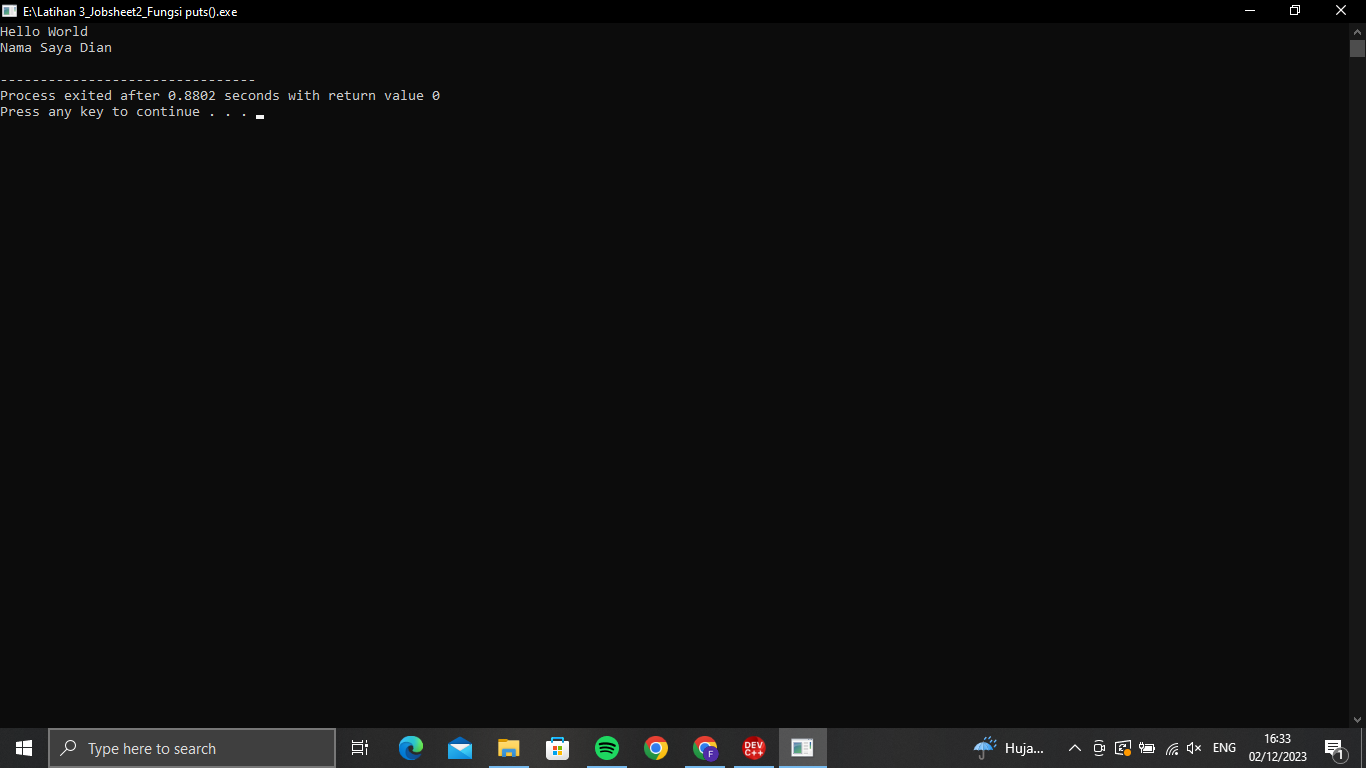 E:\Latihan 3_Jobsheet2_Fungsi puts().exe
Hello World
Nama Saya Dian
--------------------------------
Process exited after 0.8802 seconds with return value 0
Press any key to continue . . .
Type here to search
F
DEV
C++
Huja...
ENG
16:33
02/12/2023
1